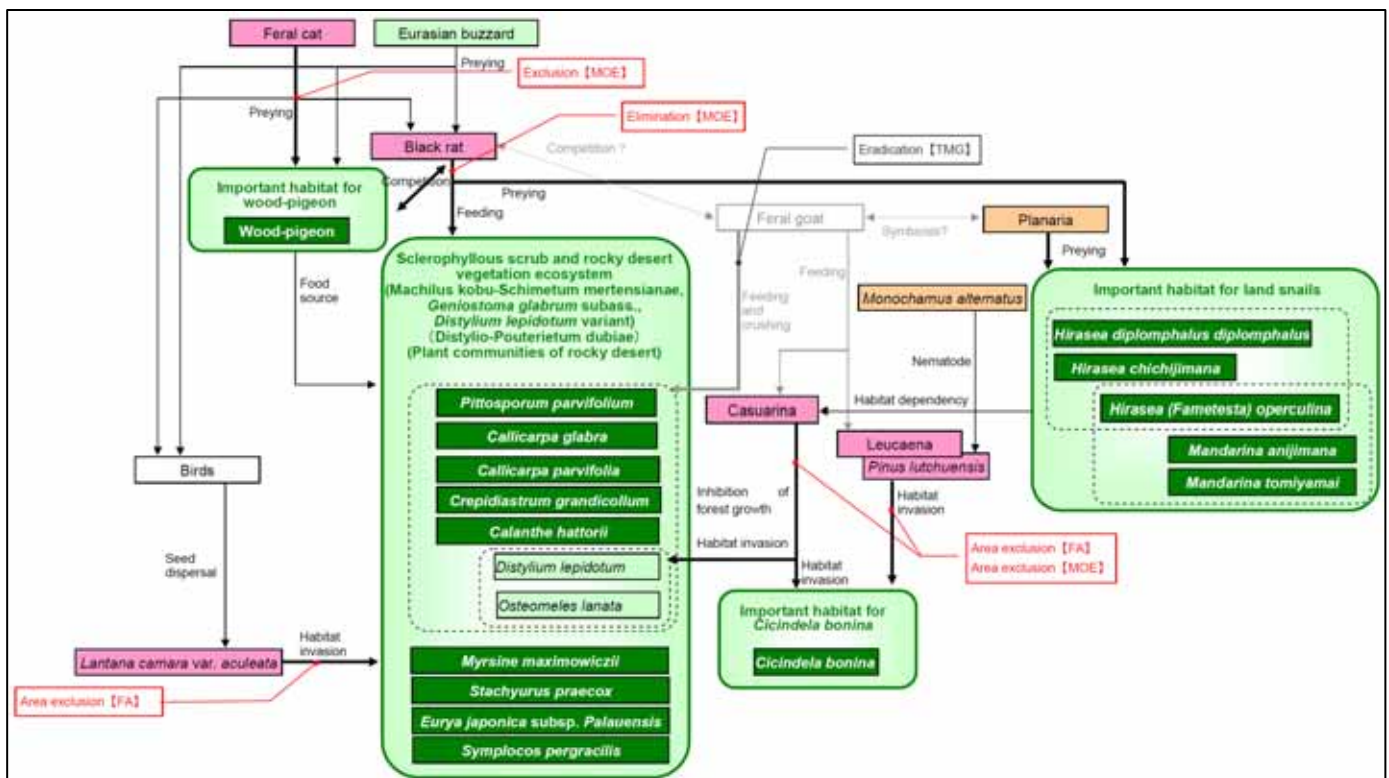 Feral cat
Eurasian buzzard
Preying
Exclusion【MOE】
Preying
Elimination【MOE】
Black rat
Competition ?
Eradication【TMG】
Important habitat for
wood-pigeon
Wood-pigeon
Competition
Preying
Feeding
Feral goat
Symbiosis?
Planaria
Preying
Sclerophyllous scrub and rocky desert
vegetation ecosystem
(Machilus kobu-Schimetum mertensianae,
Geniostoma glabrum subass.,
Distylium lepidotum variant)
(Distylio-Pouterietum dubiae)
(Plant communities of rocky desert)
Food
source
Feeding
and
crushing
Feeding
Monochamus alternatus
Nematode
Important habitat for land snails
Hirasea diplomphalus diplomphalus
Hirasea chichijimana
Hirasea (Fametesta) operculina
Mandarina anijimana
Mandarina tomiyamai
Habitat dependency
Pittosporum parvifolium
Callicarpa glabra
Callicarpa parvifolia
Crepidiastrum grandicollum
Calanthe hattorii
Distylium lepidotum
Osteomeles lanata
Casuarina
Leucaena
Pinus lutchuensis
Birds
Inhibition of
forest growth
Habitat
invasion
Habitat invasion
Habitat
invasion
Area exclusion【FA】
Area exclusion【MOE】
Seed
dispersal
Important habitat for
Cicindela bonina
Cicindela bonina
Lantana camara var. aculeata
Habitat
invasion
Area exclusion【FA】
Myrsine maximowiczii
Stachyurus praecox
Eurya japonica subsp. Palauensis
Symplocos pergracilis